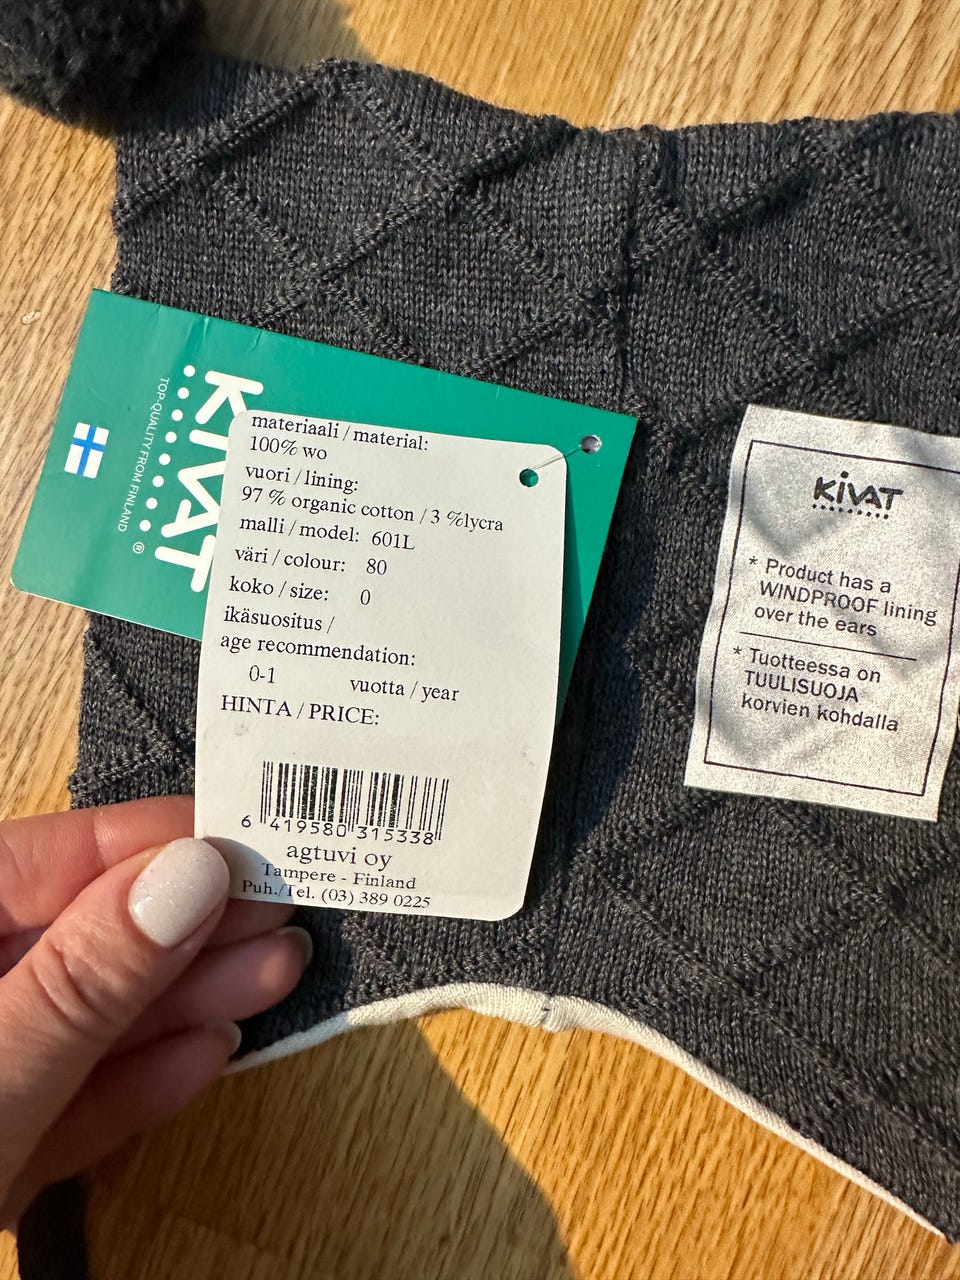 KIVAT
TOP-QUALITY FROM FINLAND
®
materiaali / material:
100% wo
vuori / lining:
97 % organic cotton / 3 %lycra
malli / model: 601L
väri / colour: 80
koko / size: 0
ikäsuositus /
age recommendation:
0-1 vuotta / year
HINTA / PRICE:
6 419580 315338
agtuvi oy
Tampere - Finland
Puh./Tel. (03) 389 0225
KIVAT
* Product has a
WINDPROOF lining
over the ears
* Tuotteessa on
TUULISUOJA
korvien kohdalla